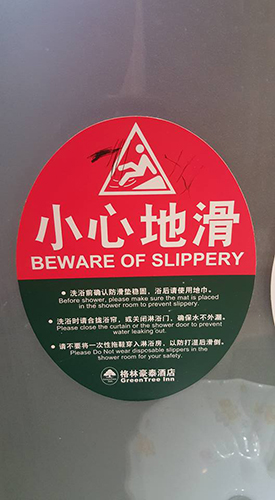 小心地滑
BEWARE OF SLIPPERY
• 洗浴前确认防滑垫稳固，浴后请使用地巾。
Before shower, please make sure the mat is placed
in the shower room to prevent slippery.
• 洗浴时请合拢浴帘，或关闭淋浴门，确保水不外漏。
Please close the curtain or the shower door to prevent
water leaking out.
• 请不要将一次性拖鞋穿入淋浴房，以防打湿后滑倒。
Please Do Not wear disposable slippers in the
shower room for your safety.
格林豪泰酒店
GreenTree Inn